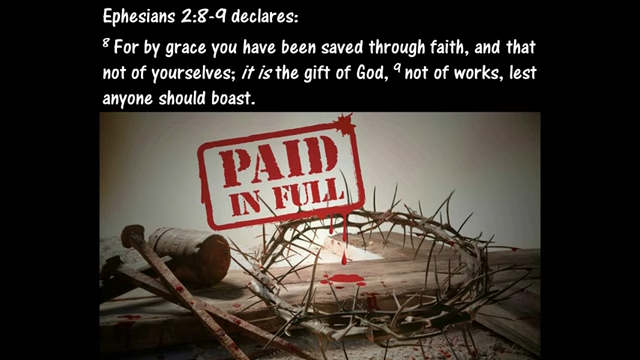 Ephesians 2:8-9 declares:
⁸ For by grace you have been saved through faith, and that
not of yourselves; it is the gift of God, ⁹ not of works, lest
anyone should boast.
PAID
IN FULL